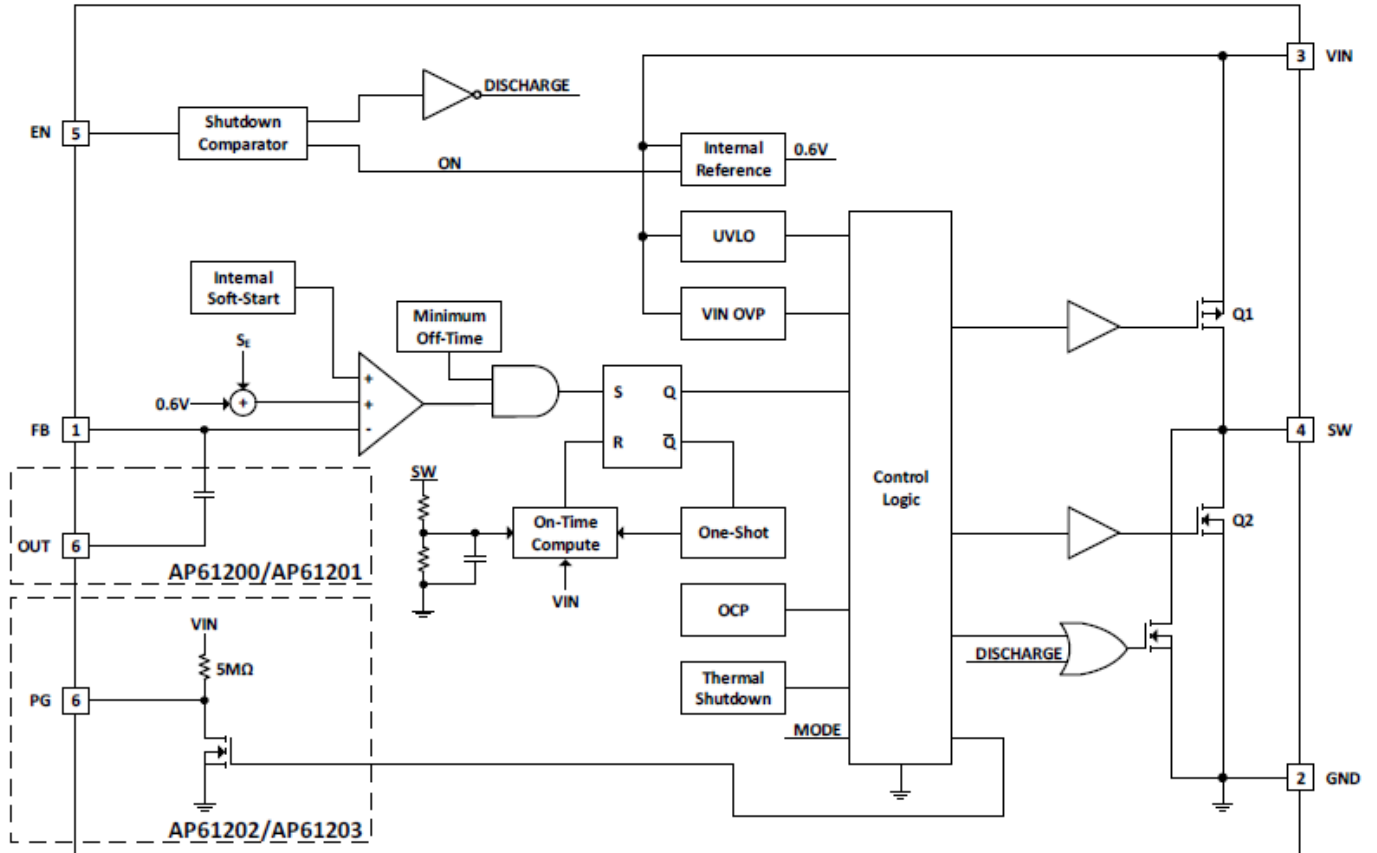 3 VIN
DISCHARGE
EN 5
Shutdown
Comparator
ON
Internal
Reference
0.6V
UVLO
Internal
Soft-Start
VIN OVP
Minimum
Off-Time
Q1
SE
+
0.6V
+
+
-
S Q
R Q̅
FB 1
4 SW
SW
Control
Logic
On-Time
Compute
One-Shot
Q2
OUT 6
AP61200/AP61201
VIN
OCP
VIN
5MΩ
DISCHARGE
PG 6
Thermal
Shutdown
MODE
2 GND
AP61202/AP61203